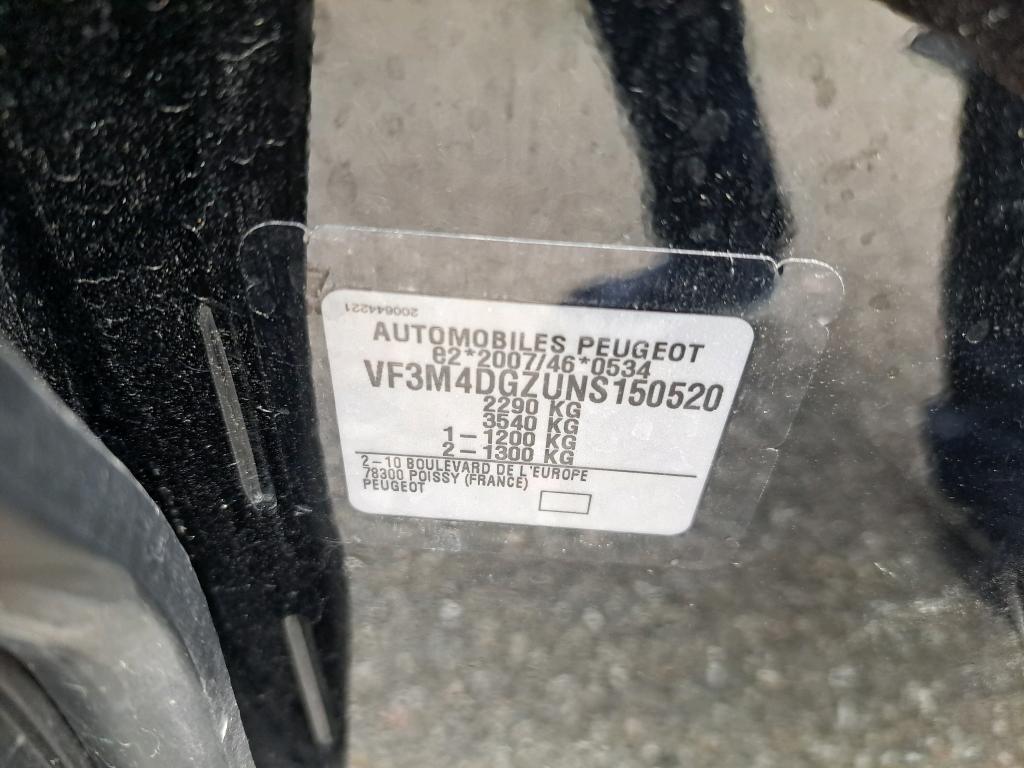 200644221
AUTOMOBILES PEUGEOT
e2*2007/46*0534
VF3M4DGZUNS150520
2290 KG
3540 KG
1-1200 KG
2-1300 KG
2-10 BOULEVARD DE L'EUROPE
78300 POISSY (FRANCE)
PEUGEOT